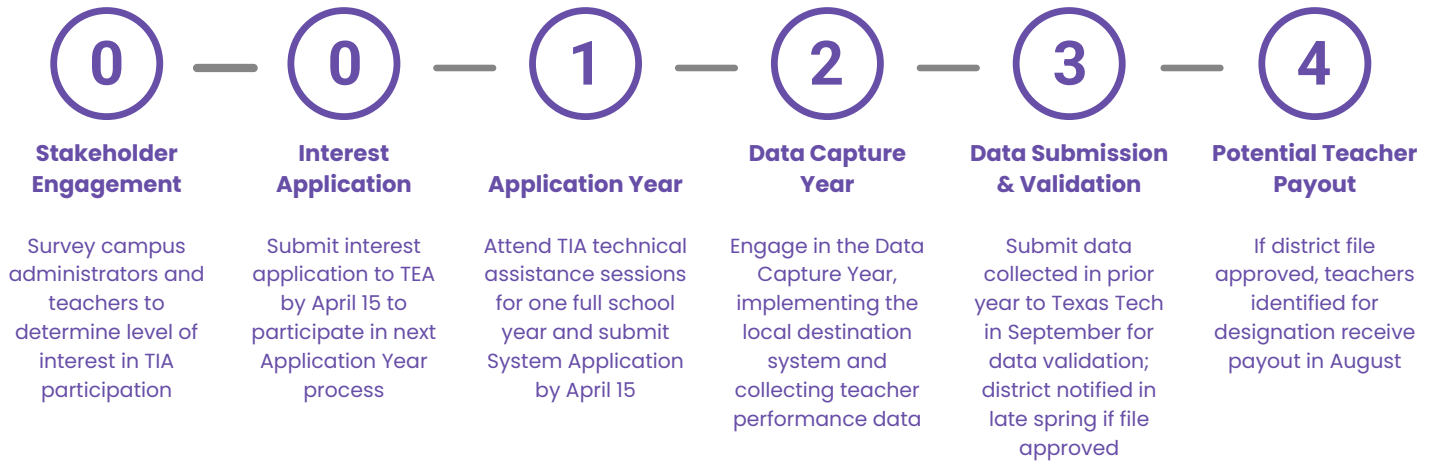 0
Stakeholder
Engagement
Survey campus
administrators and
teachers to
determine level of
interest in TIA
participation
0
Interest
Application
Submit interest
application to TEA
by April 15 to
participate in next
Application Year
process
1
Application Year
Attend TIA technical
assistance sessions
for one full school
year and submit
System Application
by April 15
2
Data Capture
Year
Engage in the Data
Capture Year,
implementing the
local destination
system and
collecting teacher
performance data
3
Data Submission
& Validation
Submit data
collected in prior
year to Texas Tech
in September for
data validation;
district notified in
late spring if file
approved
4
Potential Teacher
Payout
If district file
approved, teachers
identified for
designation receive
payout in August